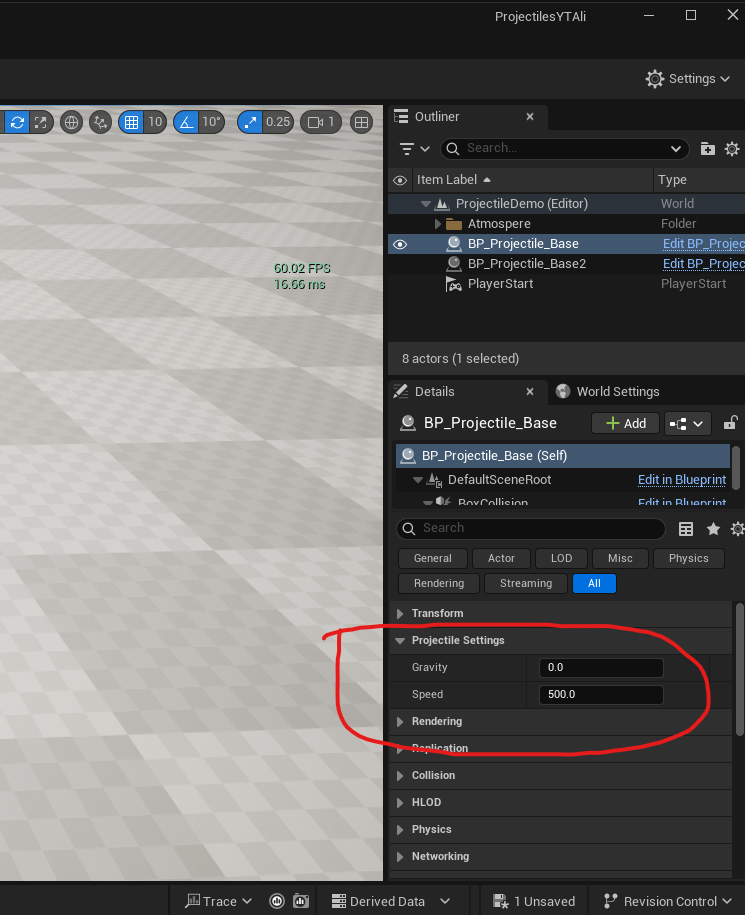 ProjectilesYTAli
Settings
10 10° 0.25 1
Outliner
Search...
Item Label Type
ProjectileDemo (Editor) World
Atmospere Folder
BP_Projectile_Base Edit BP_Projec
BP_Projectile_Base2 Edit BP_Projec
PlayerStart PlayerStart
60.02 FPS
16.66 ms
8 actors (1 selected)
Details World Settings
BP_Projectile_Base Add
BP_Projectile_Base (Self)
DefaultSceneRoot Edit in Blueprint
BoxCollision Edit in Blueprint
Search
General Actor LOD Misc Physics
Rendering Streaming All
Transform
Projectile Settings
Gravity 0.0
Speed 500.0
Rendering
Replication
Collision
HLOD
Physics
Networking
Trace Derived Data 1 Unsaved Revision Control